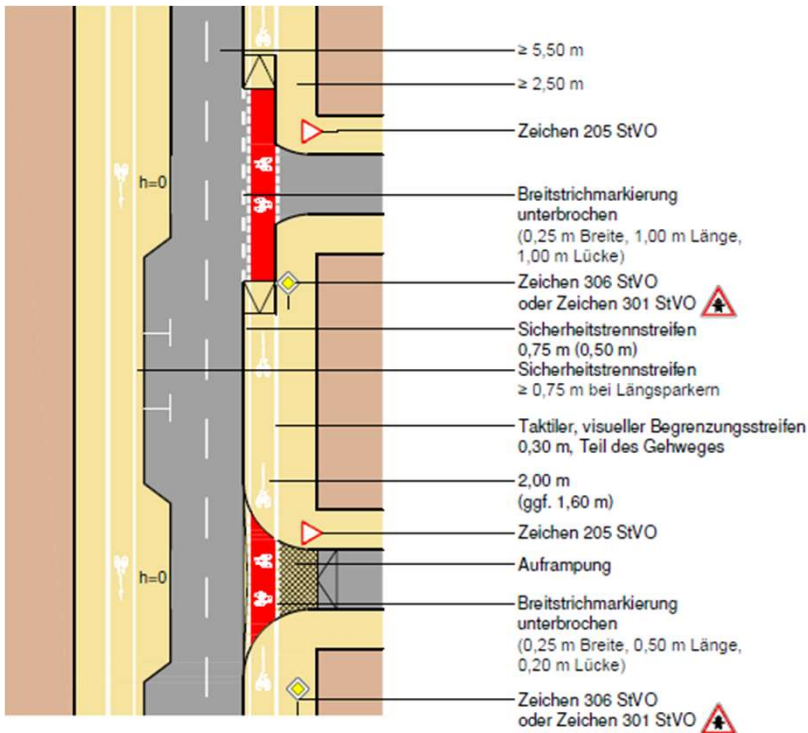 ≥ 5,50 m
≥ 2,50 m
Zeichen 205 StVO
h=0
Breitstrichmarkierung
unterbrochen
(0,25 m Breite, 1,00 m Länge,
1,00 m Lücke)
Zeichen 306 StVO
oder Zeichen 301 StVO
Sicherheitstrennstreifen
0,75 m (0,50 m)
Sicherheitstrennstreifen
≥ 0,75 m bei Längsparkern
Taktiler, visueller Begrenzungsstreifen
0,30 m, Teil des Gehweges
2,00 m
(ggf. 1,60 m)
Zeichen 205 StVO
Auframpung
h=0
Breitstrichmarkierung
unterbrochen
(0,25 m Breite, 0,50 m Länge,
0,20 m Lücke)
Zeichen 306 StVO
oder Zeichen 301 StVO